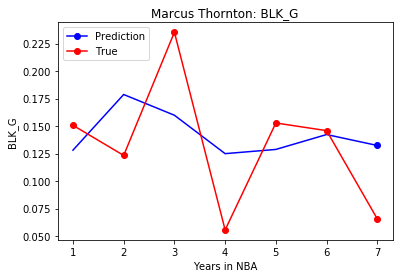 Marcus Thornton: BLK_G
Prediction
True
0.225
0.200
0.175
0.150
0.125
0.100
0.075
0.050
BLK_G
1 2 3 4 5 6 7
Years in NBA